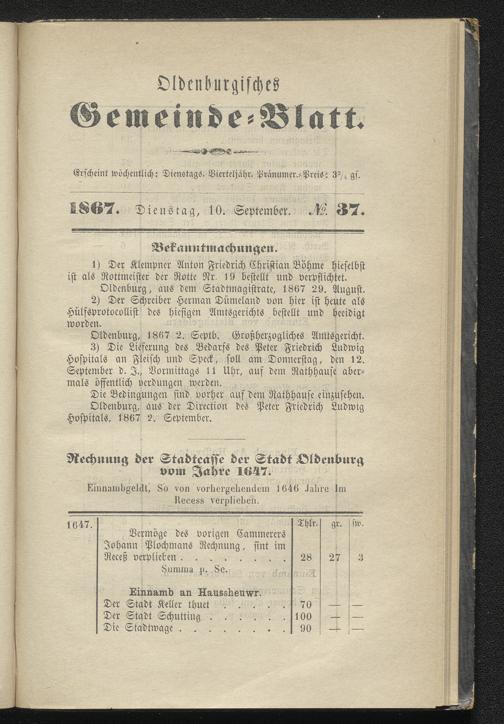 Oldenburgisches
Gemeinde-Blatt.
Erscheint wöchentlich: Dienstags. Vierteljähr. Pränumer.-Preis: 3¾ gs.
1867. Dienstag, 10. September. № 37.
Bekanntmachungen.
1) Der Klempner Anton Friedrich Christian Böhme hieselbst
ist als Rottmeister der Rotte Nr. 19 bestellt und verpflichtet.
Oldenburg, aus dem Stadtmagistrate, 1867 29. August.
2) Der Schreiber Herman Dümeland von hier ist heute als
Hülfsprotocollist des hiesigen Amtsgerichts bestellt und beeidigt
worden.
Oldenburg, 1867 2. Septb. Großherzogliches Amtsgericht.
3) Die Lieferung des Bedarfs des Peter Friedrich Ludwig
Hospitals an Fleisch und Speck, soll am Donnerstag, den 12.
September d. J., Vormittags 11 Uhr, auf dem Rathhause aber-
mals öffentlich verdungen werden.
Die Bedingungen sind vorher auf dem Rathhause einzusehen.
Oldenburg, aus der Direction des Peter Friedrich Ludwig
Hospitals. 1867 2. September.
Rechnung der Stadtcasse der Stadt Oldenburg
vom Jahre 1647.
Einnambgeldt, So von vorhergehendem 1646 Jahre Im
Recess verplieben.
1647. Thlr. gr. sw.
Vermöge des vorigen Cammerers
Johann Plochmans Rechnung, sint im
Receß verplieben . . . . . . . . 28 27 3
Summa p. Se.
Einnamb an Haussheuwr.
Der Stadt Keller thuet . . . . . . 70 — —
Der Stadt Schutting . . . . . . . 100 — —
Die Stadtwage . . . . . . . . . 90 — —